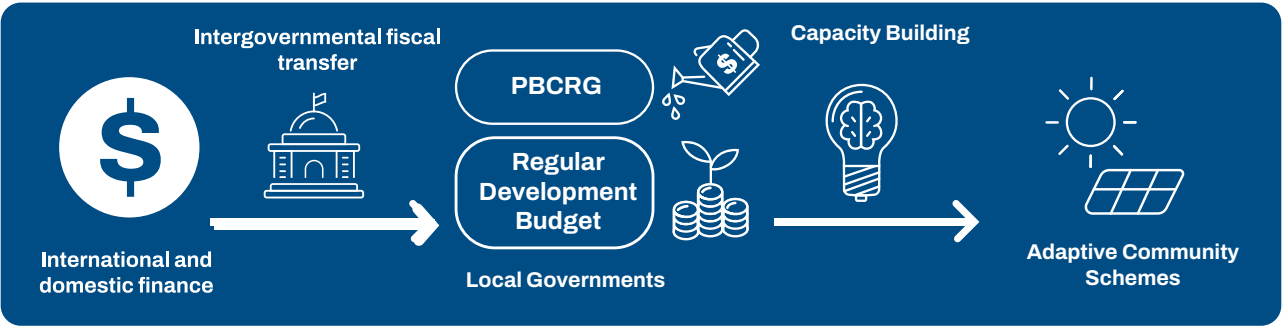 Intergovernmental fiscal
transfer
PBCRG
Capacity Building
$
$
Regular
Development
Budget
International and
domestic finance
Local Governments
Adaptive Community
Schemes